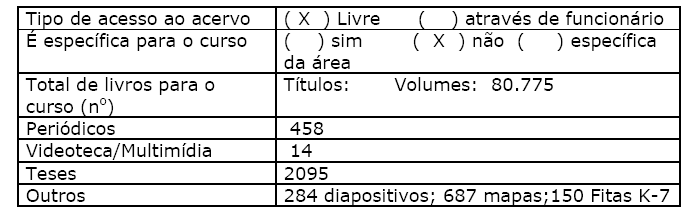 Tipo de acesso ao acervo ( X ) Livre ( ) através de funcionário
É específica para o curso ( ) sim ( X ) não ( ) específica
da área
Total de livros para o Títulos: Volumes: 80.775
curso (nº)
Periódicos 458
Videoteca/Multimídia 14
Teses 2095
Outros 284 diapositivos; 687 mapas;150 Fitas K-7